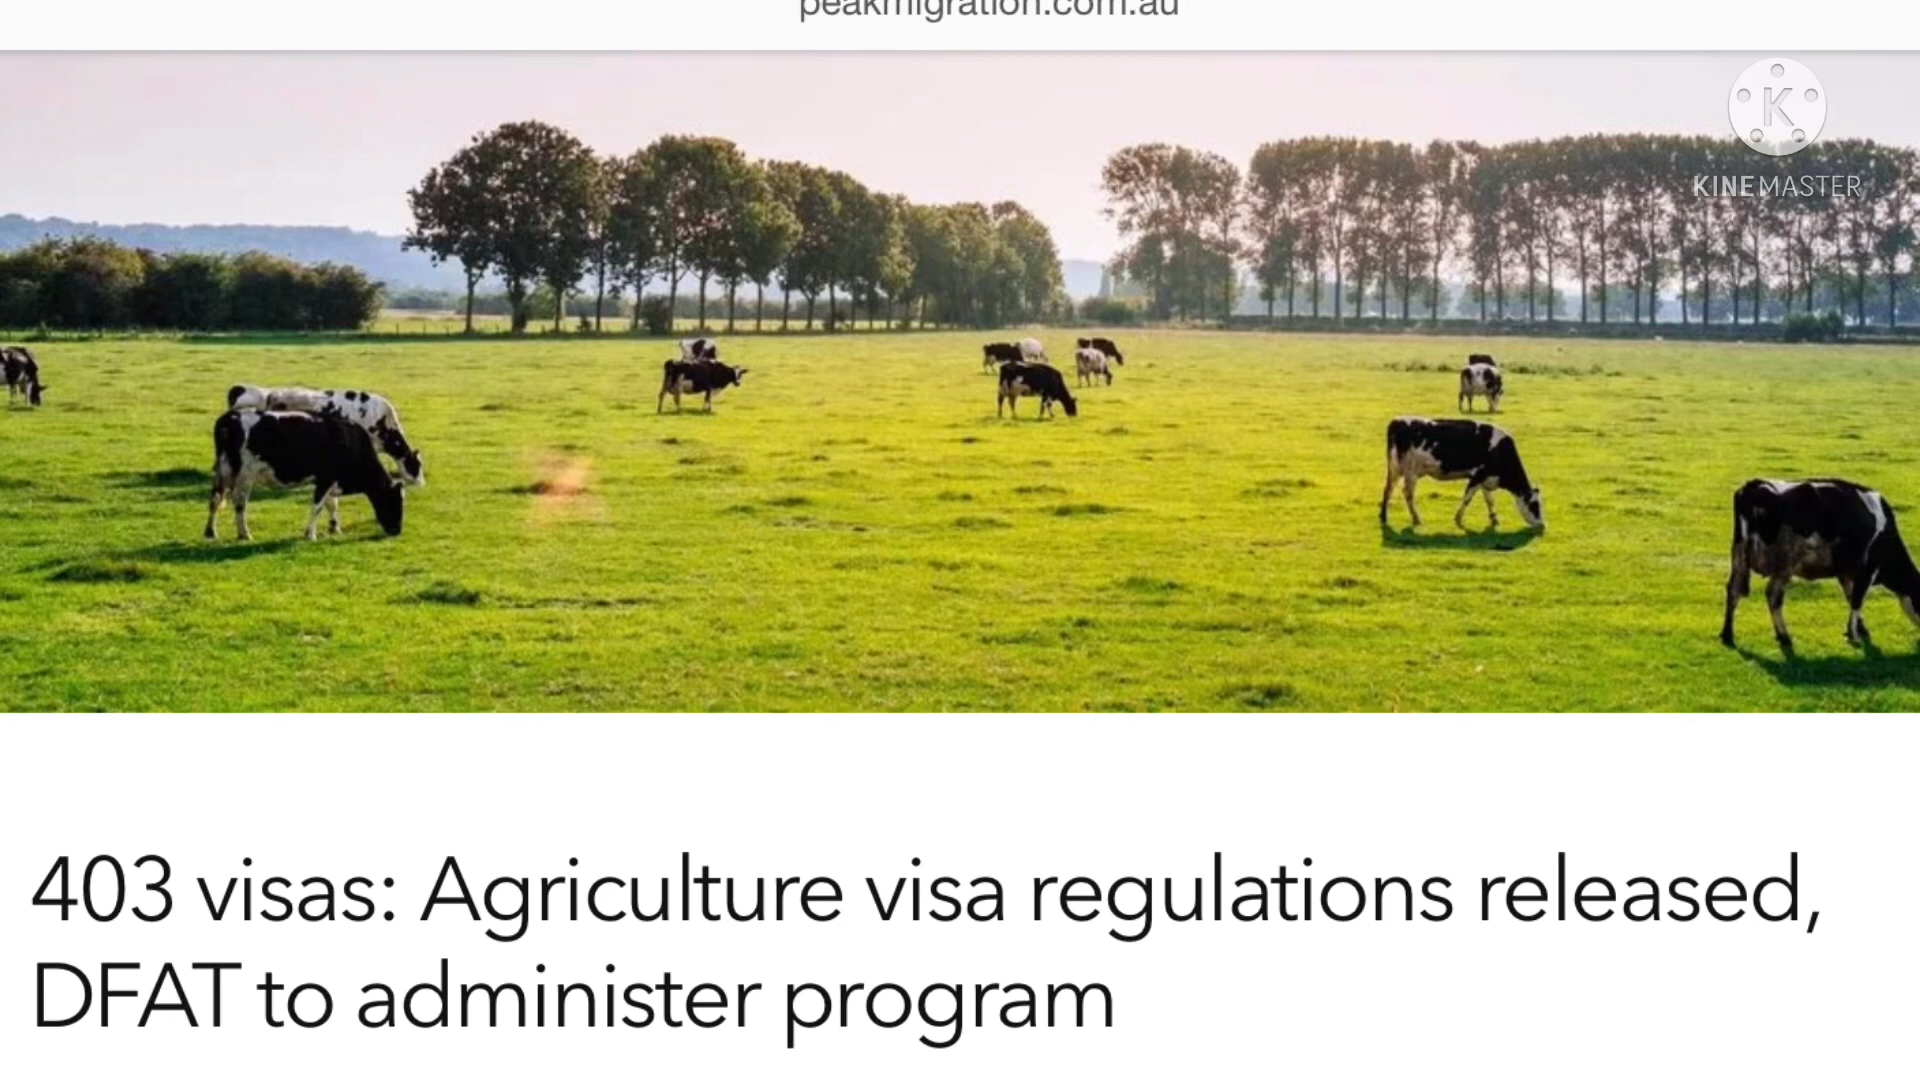 peakmigration.com.au
K
KINEMASTER
403 visas: Agriculture visa regulations released,
DFAT to administer program